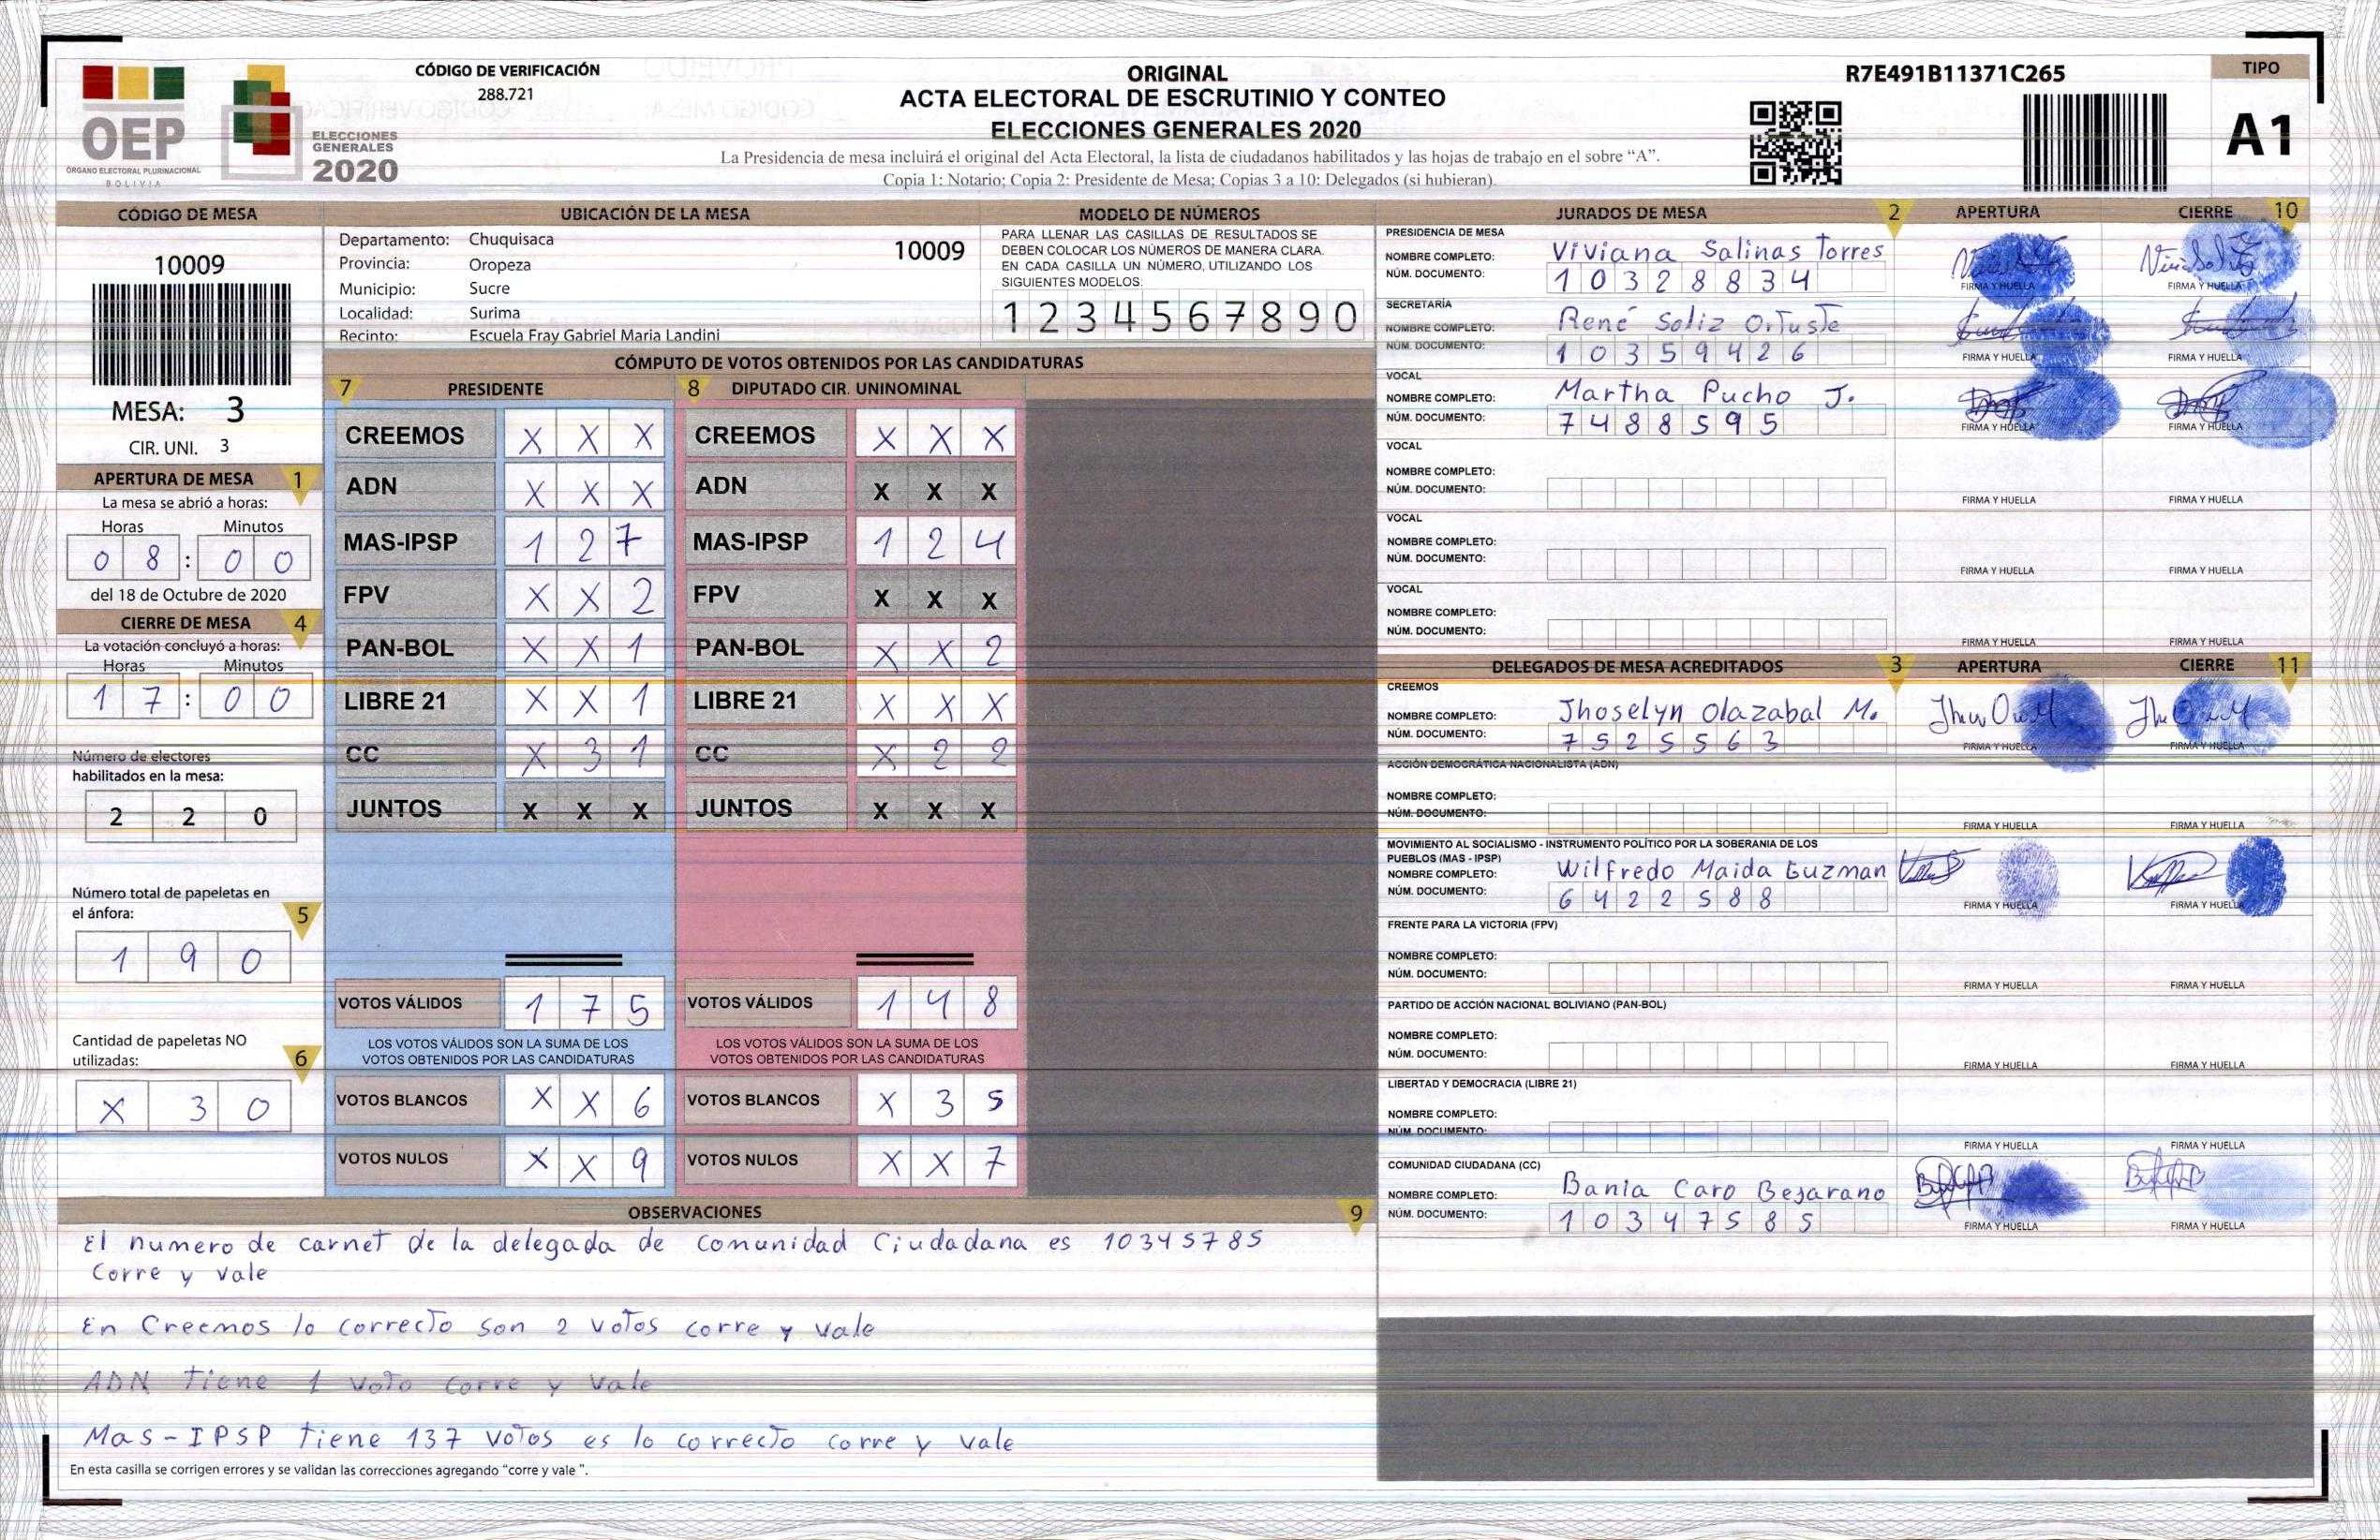 OEP
ÓRGANO ELECTORAL PLURINACIONAL
BOLIVIA
ELECCIONES
GENERALES
2020
CÓDIGO DE VERIFICACIÓN
288.721
ORIGINAL
ACTA ELECTORAL DE ESCRUTINIO Y CONTEO
ELECCIONES GENERALES 2020
La Presidencia de mesa incluirá el original del Acta Electoral, la lista de ciudadanos habilitados y las hojas de trabajo en el sobre “A”.
Copia 1: Notario; Copia 2: Presidente de Mesa; Copias 3 a 10: Delegados (si hubieran).
R7E491B11371C265
TIPO
A1
CÓDIGO DE MESA
10009
MESA: 3
CIR. UNI. 3
APERTURA DE MESA 1
La mesa se abrió a horas:
Horas Minutos
0 8 : 0 0
del 18 de Octubre de 2020
CIERRE DE MESA 4
La votación concluyó a horas:
Horas Minutos
1 7 : 0 0
Número de electores
habilitados en la mesa:
2 2 0
Número total de papeletas en
el ánfora: 5
1 9 0
Cantidad de papeletas NO
utilizadas: 6
X 3 0
UBICACIÓN DE LA MESA
Departamento: Chuquisaca 10009
Provincia: Oropeza
Municipio: Sucre
Localidad: Surima
Recinto: Escuela Fray Gabriel Maria Landini
MODELO DE NÚMEROS
PARA LLENAR LAS CASILLAS DE RESULTADOS SE
DEBEN COLOCAR LOS NÚMEROS DE MANERA CLARA.
EN CADA CASILLA UN NÚMERO, UTILIZANDO LOS
SIGUIENTES MODELOS:
1 2 3 4 5 6 7 8 9 0
CÓMPUTO DE VOTOS OBTENIDOS POR LAS CANDIDATURAS
7 PRESIDENTE 8 DIPUTADO CIR. UNINOMINAL
CREEMOS X X X CREEMOS X X X
ADN X X X ADN X X X
MAS-IPSP 1 2 7 MAS-IPSP 1 2 4
FPV X X 2 FPV X X X
PAN-BOL X X 1 PAN-BOL X X 2
LIBRE 21 X X 1 LIBRE 21 X X X
CC X 3 1 CC X 2 2
JUNTOS X X X JUNTOS X X X
VOTOS VÁLIDOS 1 7 5 VOTOS VÁLIDOS 1 4 8
LOS VOTOS VÁLIDOS SON LA SUMA DE LOS LOS VOTOS VÁLIDOS SON LA SUMA DE LOS
VOTOS OBTENIDOS POR LAS CANDIDATURAS VOTOS OBTENIDOS POR LAS CANDIDATURAS
VOTOS BLANCOS X X 6 VOTOS BLANCOS X 3 5
VOTOS NULOS X X 9 VOTOS NULOS X X 7
OBSERVACIONES 9
El numero de carnet de la delegada de Comunidad Ciudadana es 10345785
Corre y vale
En Creemos lo correcto son 2 votos corre y vale
ADN tiene 1 voto corre y vale
Mas-IPSP tiene 137 votos es lo correcto corre y vale
En esta casilla se corrigen errores y se validan las correcciones agregando “corre y vale ”.
JURADOS DE MESA 2 APERTURA CIERRE 10
PRESIDENCIA DE MESA
NOMBRE COMPLETO: Viviana Salinas Torres
NÚM. DOCUMENTO: 1 0 3 2 8 8 3 4
FIRMA Y HUELLA FIRMA Y HUELLA
SECRETARÍA
NOMBRE COMPLETO: René Soliz Ortuste
NÚM. DOCUMENTO: 1 0 3 5 9 4 2 6
FIRMA Y HUELLA FIRMA Y HUELLA
VOCAL
NOMBRE COMPLETO: Martha Pucho J.
NÚM. DOCUMENTO: 7 4 8 8 5 9 5
FIRMA Y HUELLA FIRMA Y HUELLA
VOCAL
NOMBRE COMPLETO:
NÚM. DOCUMENTO:
FIRMA Y HUELLA FIRMA Y HUELLA
VOCAL
NOMBRE COMPLETO:
NÚM. DOCUMENTO:
FIRMA Y HUELLA FIRMA Y HUELLA
VOCAL
NOMBRE COMPLETO:
NÚM. DOCUMENTO:
FIRMA Y HUELLA FIRMA Y HUELLA
DELEGADOS DE MESA ACREDITADOS 3 APERTURA CIERRE 11
CREEMOS
NOMBRE COMPLETO: Jhoselyn Olazabal M.
NÚM. DOCUMENTO: 7 5 2 5 5 6 3
FIRMA Y HUELLA FIRMA Y HUELLA
ACCIÓN DEMOCRÁTICA NACIONALISTA (ADN)
NOMBRE COMPLETO:
NÚM. DOCUMENTO:
FIRMA Y HUELLA FIRMA Y HUELLA
MOVIMIENTO AL SOCIALISMO - INSTRUMENTO POLÍTICO POR LA SOBERANIA DE LOS
PUEBLOS (MAS - IPSP)
NOMBRE COMPLETO: Wilfredo Maida Guzman
NÚM. DOCUMENTO: 6 4 2 2 5 8 8
FIRMA Y HUELLA FIRMA Y HUELLA
FRENTE PARA LA VICTORIA (FPV)
NOMBRE COMPLETO:
NÚM. DOCUMENTO:
FIRMA Y HUELLA FIRMA Y HUELLA
PARTIDO DE ACCIÓN NACIONAL BOLIVIANO (PAN-BOL)
NOMBRE COMPLETO:
NÚM. DOCUMENTO:
FIRMA Y HUELLA FIRMA Y HUELLA
LIBERTAD Y DEMOCRACIA (LIBRE 21)
NOMBRE COMPLETO:
NÚM. DOCUMENTO:
FIRMA Y HUELLA FIRMA Y HUELLA
COMUNIDAD CIUDADANA (CC)
NOMBRE COMPLETO: Bania Caro Bejarano
NÚM. DOCUMENTO: 1 0 3 4 7 5 8 5
FIRMA Y HUELLA FIRMA Y HUELLA